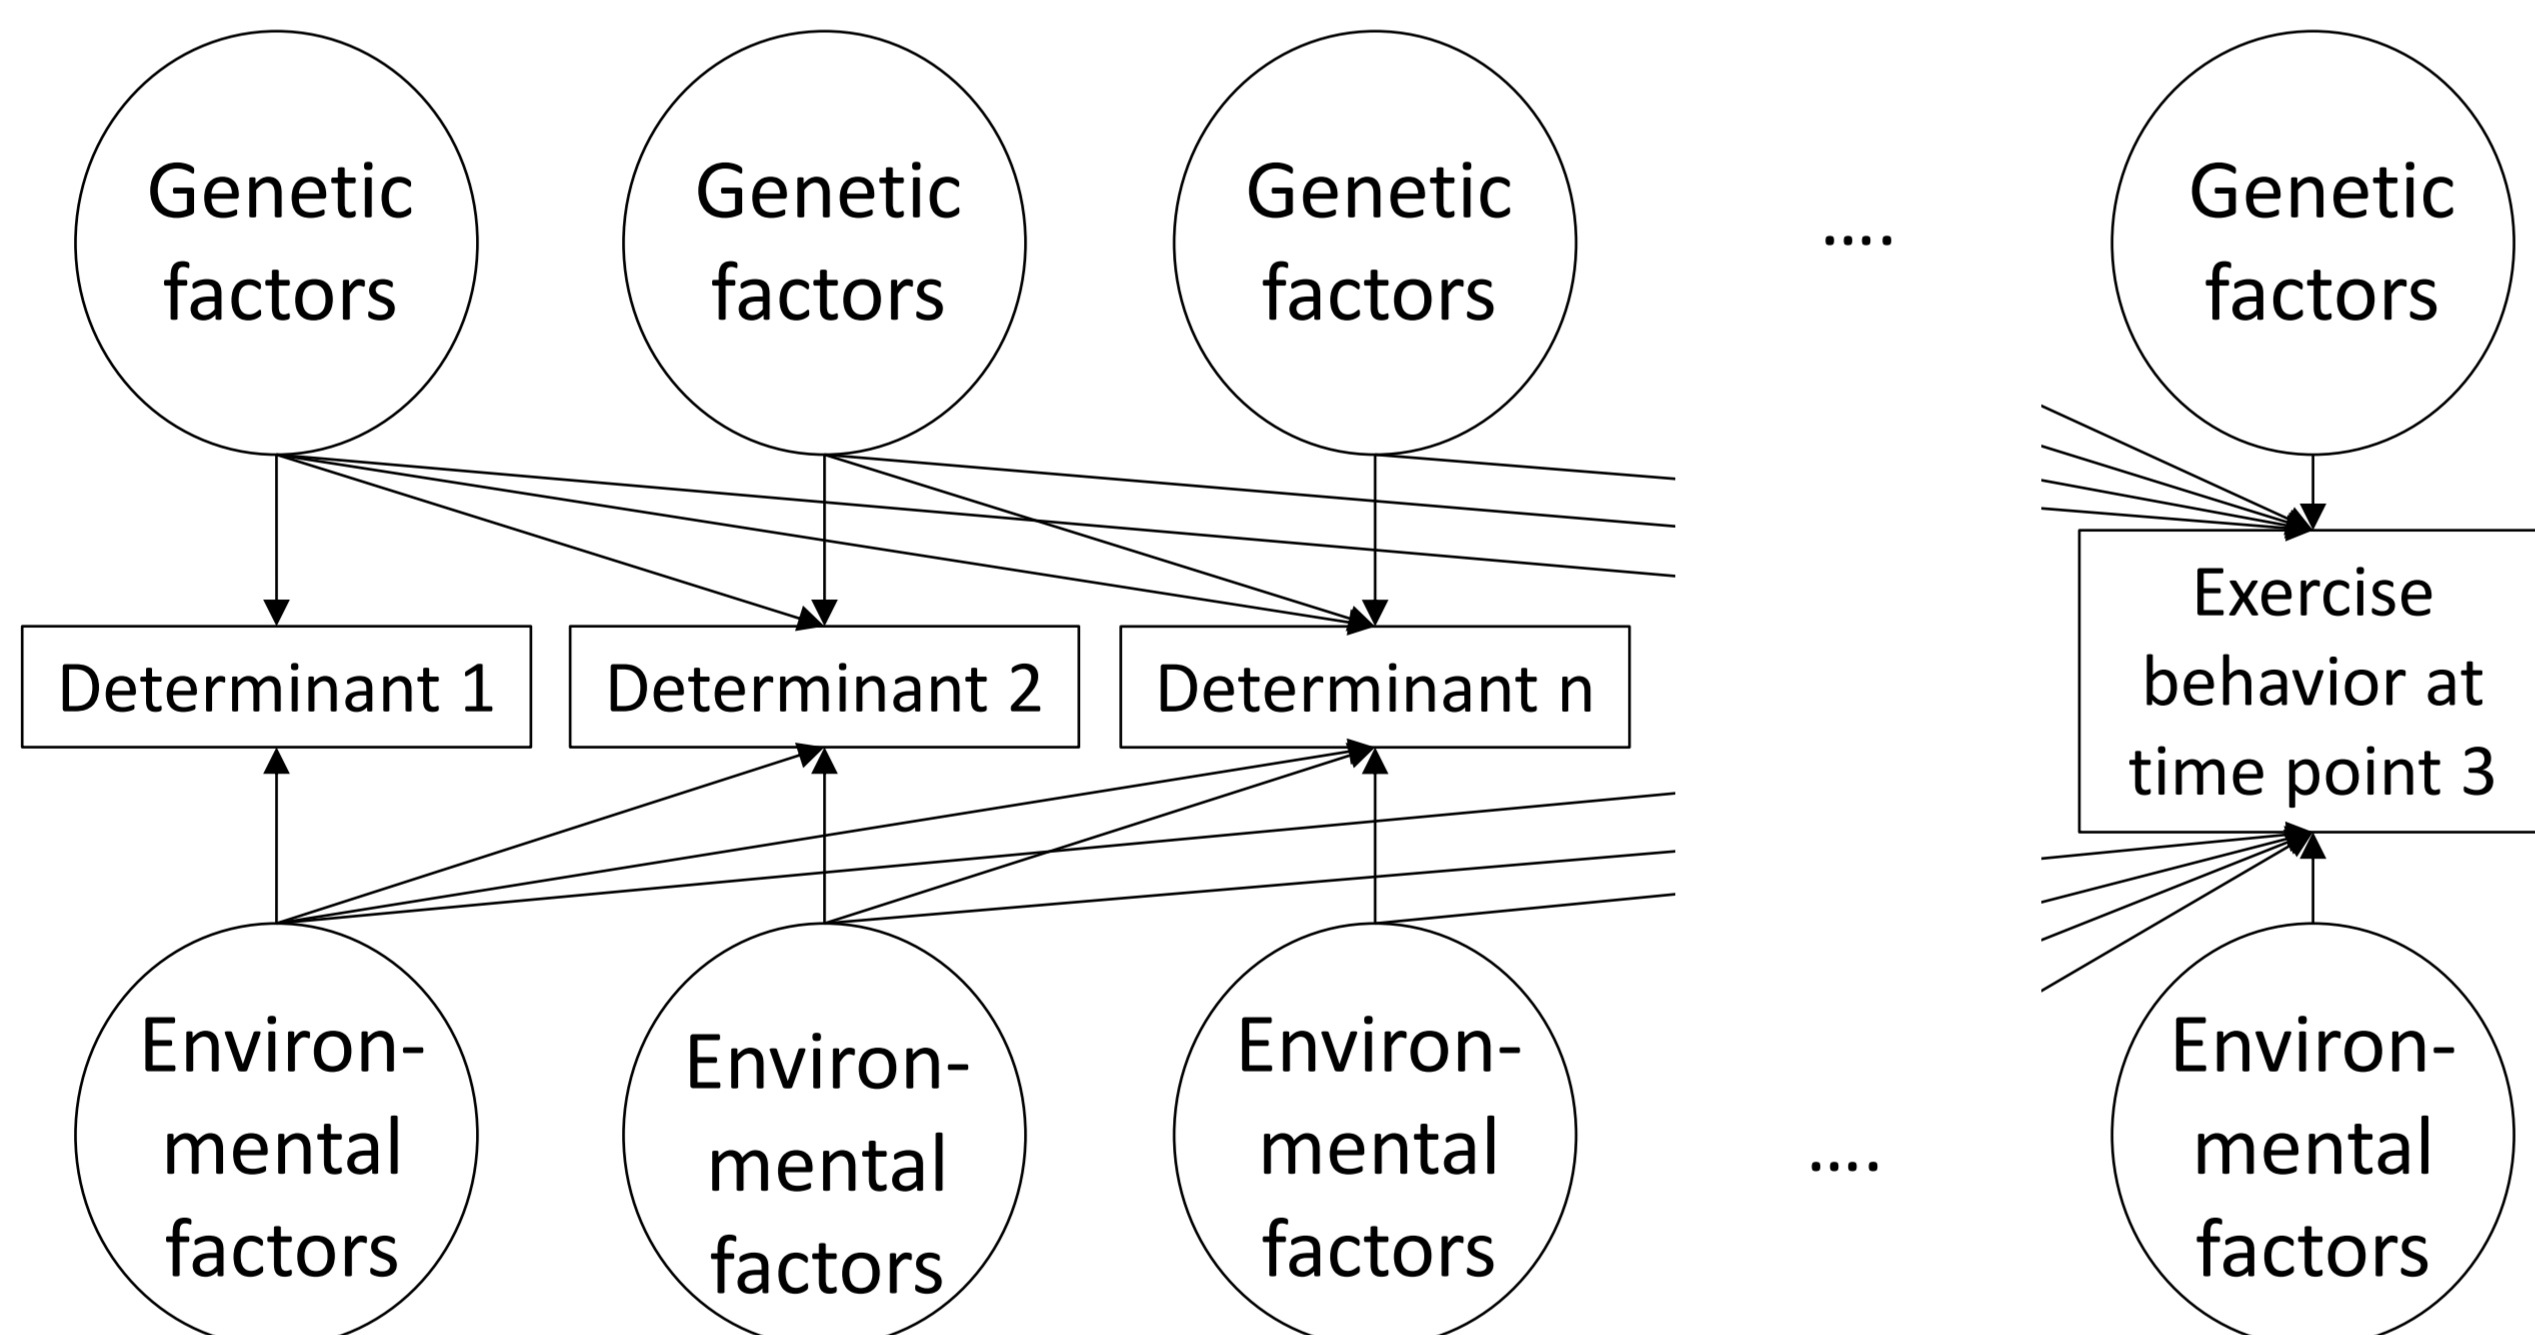 Genetic
factors
Genetic
factors
Genetic
factors
....
Genetic
factors
Determinant 1
Determinant 2
Determinant n
Exercise
behavior at
time point 3
Environ-
mental
factors
Environ-
mental
factors
Environ-
mental
factors
....
Environ-
mental
factors